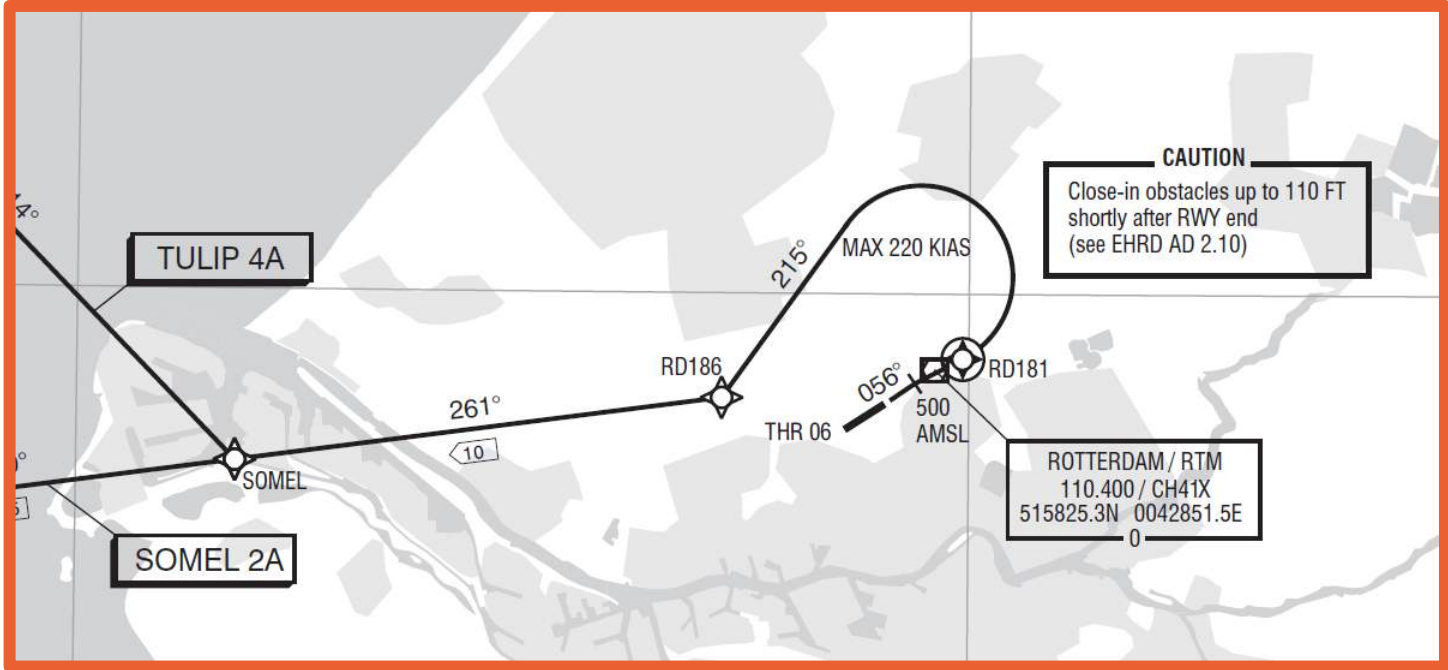 CAUTION
Close-in obstacles up to 110 FT
shortly after RWY end
(see EHRD AD 2.10)
4°
TULIP 4A
MAX 220 KIAS
215°
RD186
RD181
056°
500
AMSL
THR 06
261°
10
SOMEL
SOMEL 2A
ROTTERDAM / RTM
110.400 / CH41X
515825.3N 0042851.5E
0